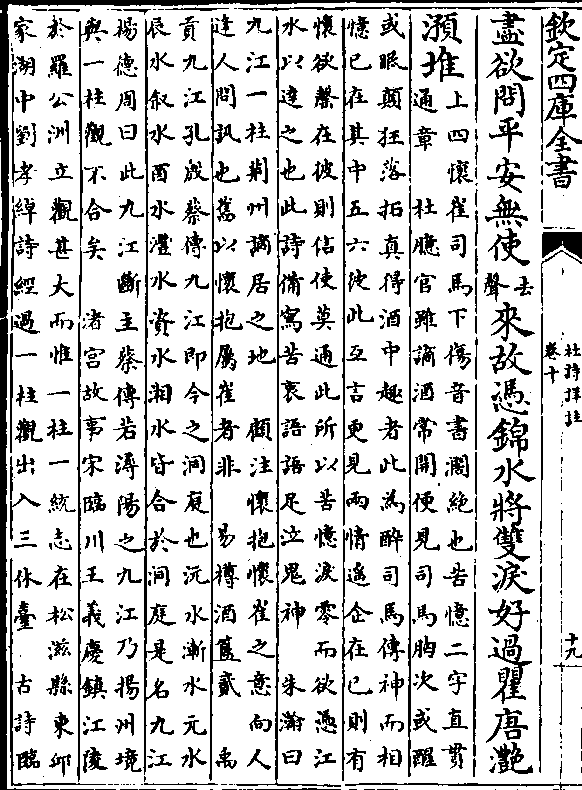 欽定四庫全書
杜詩詳註
卷十
十九
盡欲問平安無使去聲來故憑錦水將雙淚好過瞿唐灔
澦堆上四懷崔司馬下傷音書濶絶也苦憶二字直貫
通章　杜臆官雖謫酒常開便見司馬胸次或醒
或眠顛狂落拓真得酒中趣者此為醉司馬傳神而相
憶已在其中五六彼此互言更見兩情遥企在已則有
懷欲罄在彼則信使莫通此所以苦憶淚零而欲憑江
水以達之也此詩備寫苦衷語語足泣鬼神　朱瀚曰
九江一柱荆州謫居之地　顧注懷抱懷崔之意向人
逢人問訊也舊以懷抱屬崔者非　易樽酒簋貳　禹
貢九江孔殷蔡傳九江即今之洞庭也沅水漸水元水
辰水叙水酉水澧水資水湘水皆合於洞庭是名九江
楊德周曰此九江斷主蔡傳若潯陽之九江乃揚州境
與一柱觀不合矣　渚宫故事宋臨川王義慶鎮江陵
於羅公洲立觀甚大而惟一柱一統志在松滋縣東邱
家湖中劉孝綽詩經過一柱觀出入三休臺　古詩臨